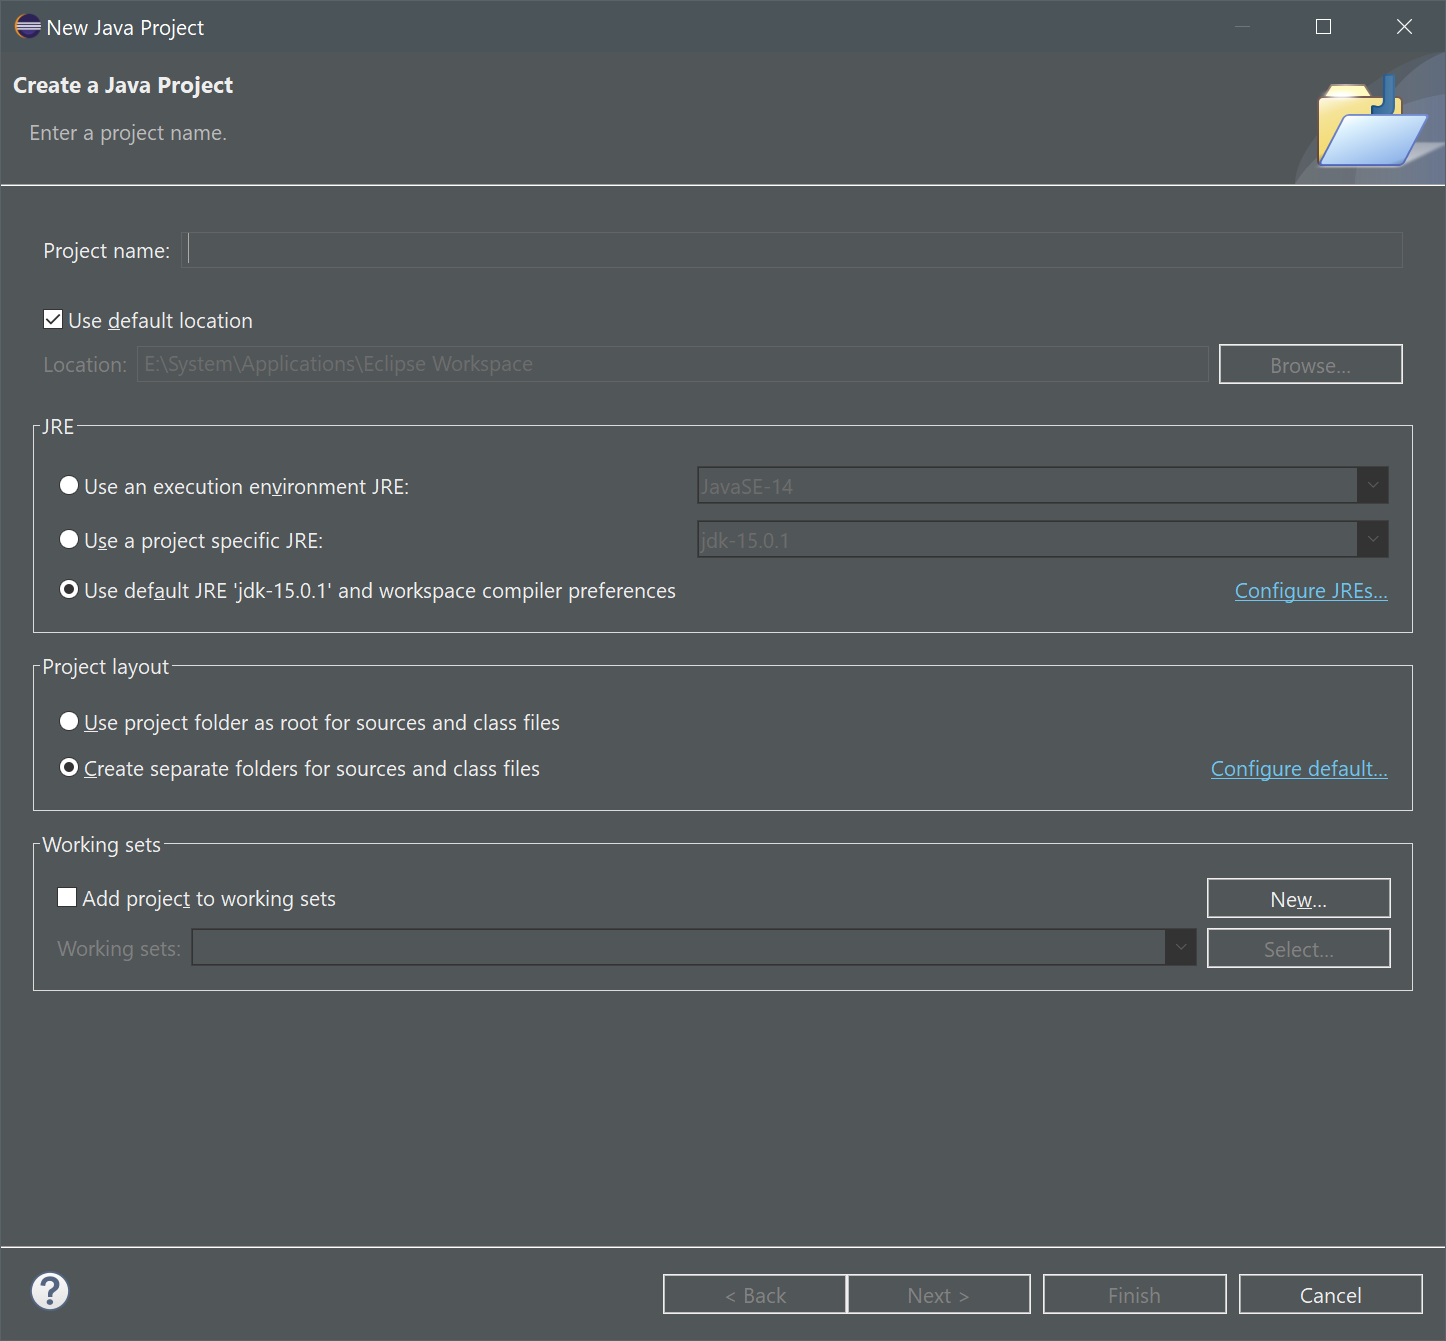 New Java Project
Create a Java Project
Enter a project name.
Project name:
Use default location
Location: E:\System\Applications\Eclipse Workspace Browse...
JRE
Use an execution environment JRE: JavaSE-14
Use a project specific JRE: jdk-15.0.1
Use default JRE 'jdk-15.0.1' and workspace compiler preferences Configure JREs...
Project layout
Use project folder as root for sources and class files
Create separate folders for sources and class files Configure default...
Working sets
Add project to working sets New...
Working sets: Select...
? < Back Next > Finish Cancel